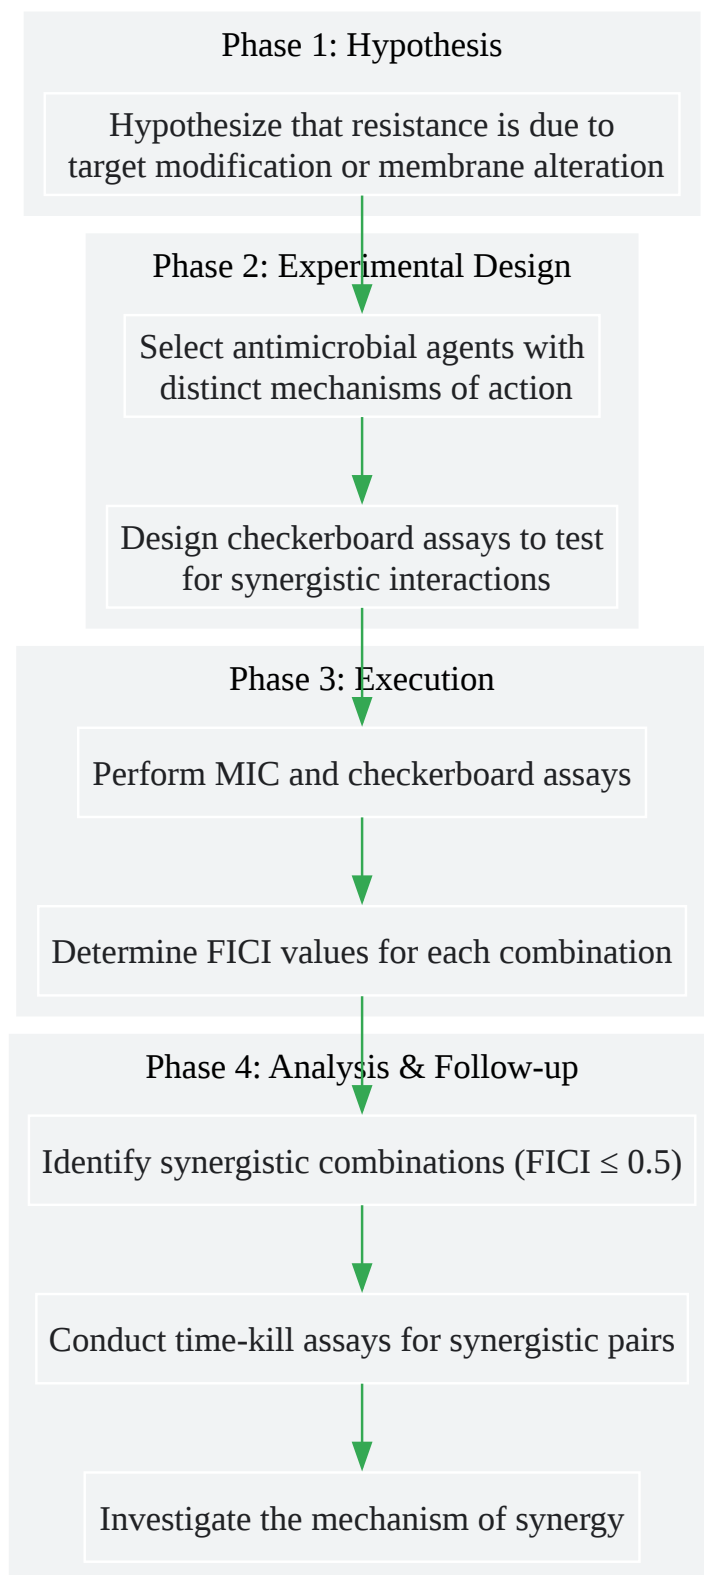 Phase 1: Hypothesis
Hypothesize that resistance is due to
target modification or membrane alteration
Phase 2: Experimental Design
Select antimicrobial agents with
distinct mechanisms of action
Design checkerboard assays to test
for synergistic interactions
Phase 3: Execution
Perform MIC and checkerboard assays
Determine FICI values for each combination
Phase 4: Analysis & Follow-up
Identify synergistic combinations (FICI ≤ 0.5)
Conduct time-kill assays for synergistic pairs
Investigate the mechanism of synergy